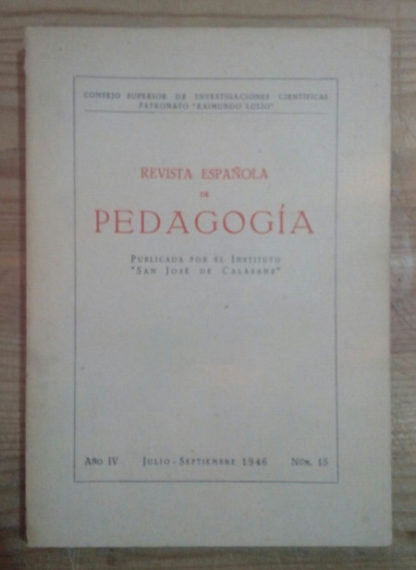 CONSEJO SUPERIOR DE INVESTIGACIONES CIENTÍFICAS
PATRONATO "RAIMUNDO LULIO"
REVISTA ESPAÑOLA
DE
PEDAGOGÍA
PUBLICADA POR EL INSTITUTO
"SAN JOSÉ DE CALASANZ"
AÑO IV JULIO - SEPTIEMBRE 1946 NÚM. 15